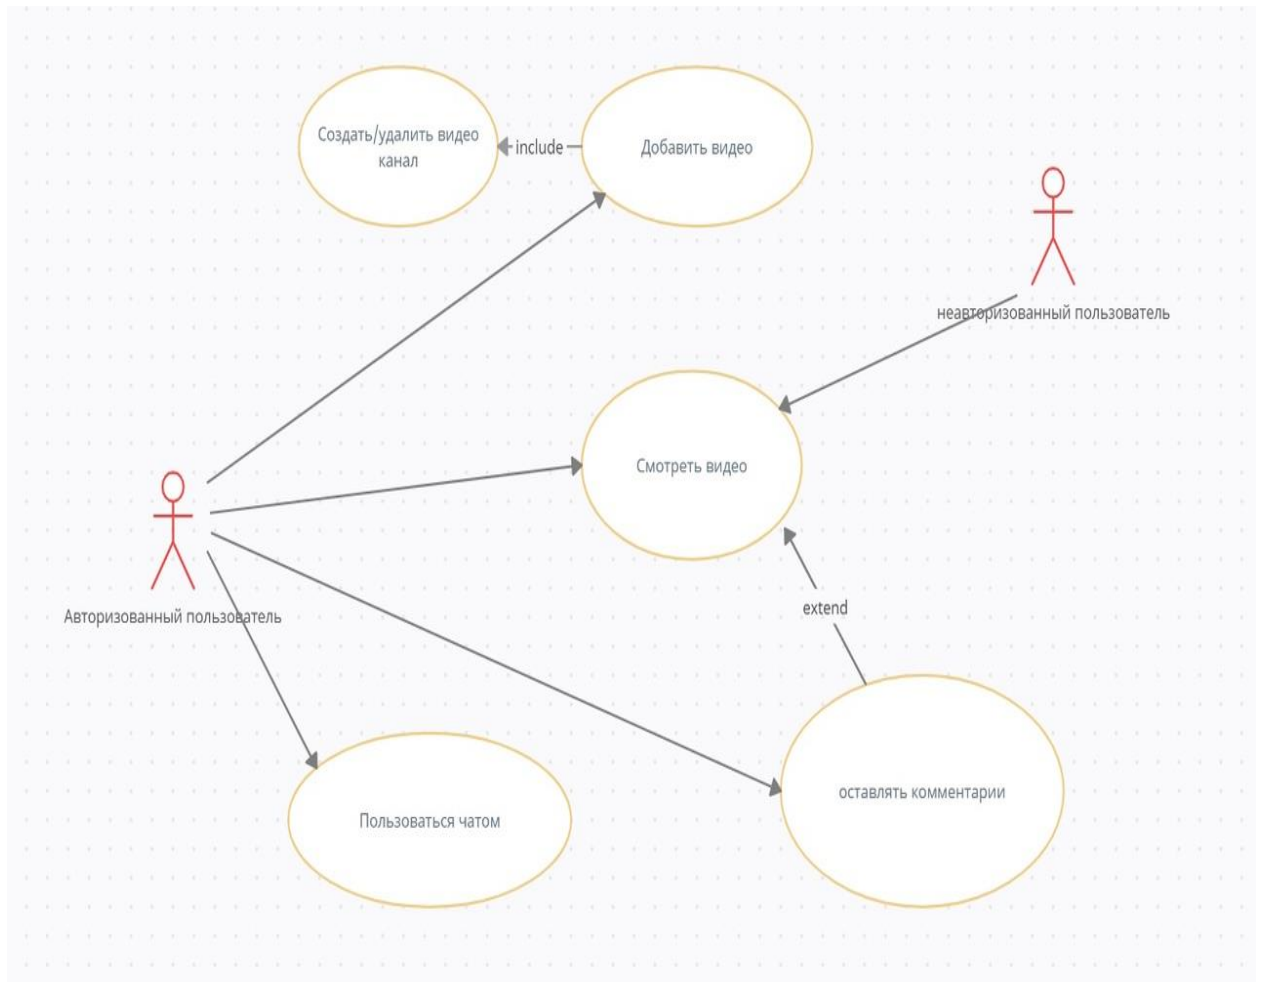 Создать/удалить видео
канал
include
Добавить видео
неавторизованный пользователь
Смотреть видео
Авторизованный пользователь
extend
оставлять комментарии
Пользоваться чатом